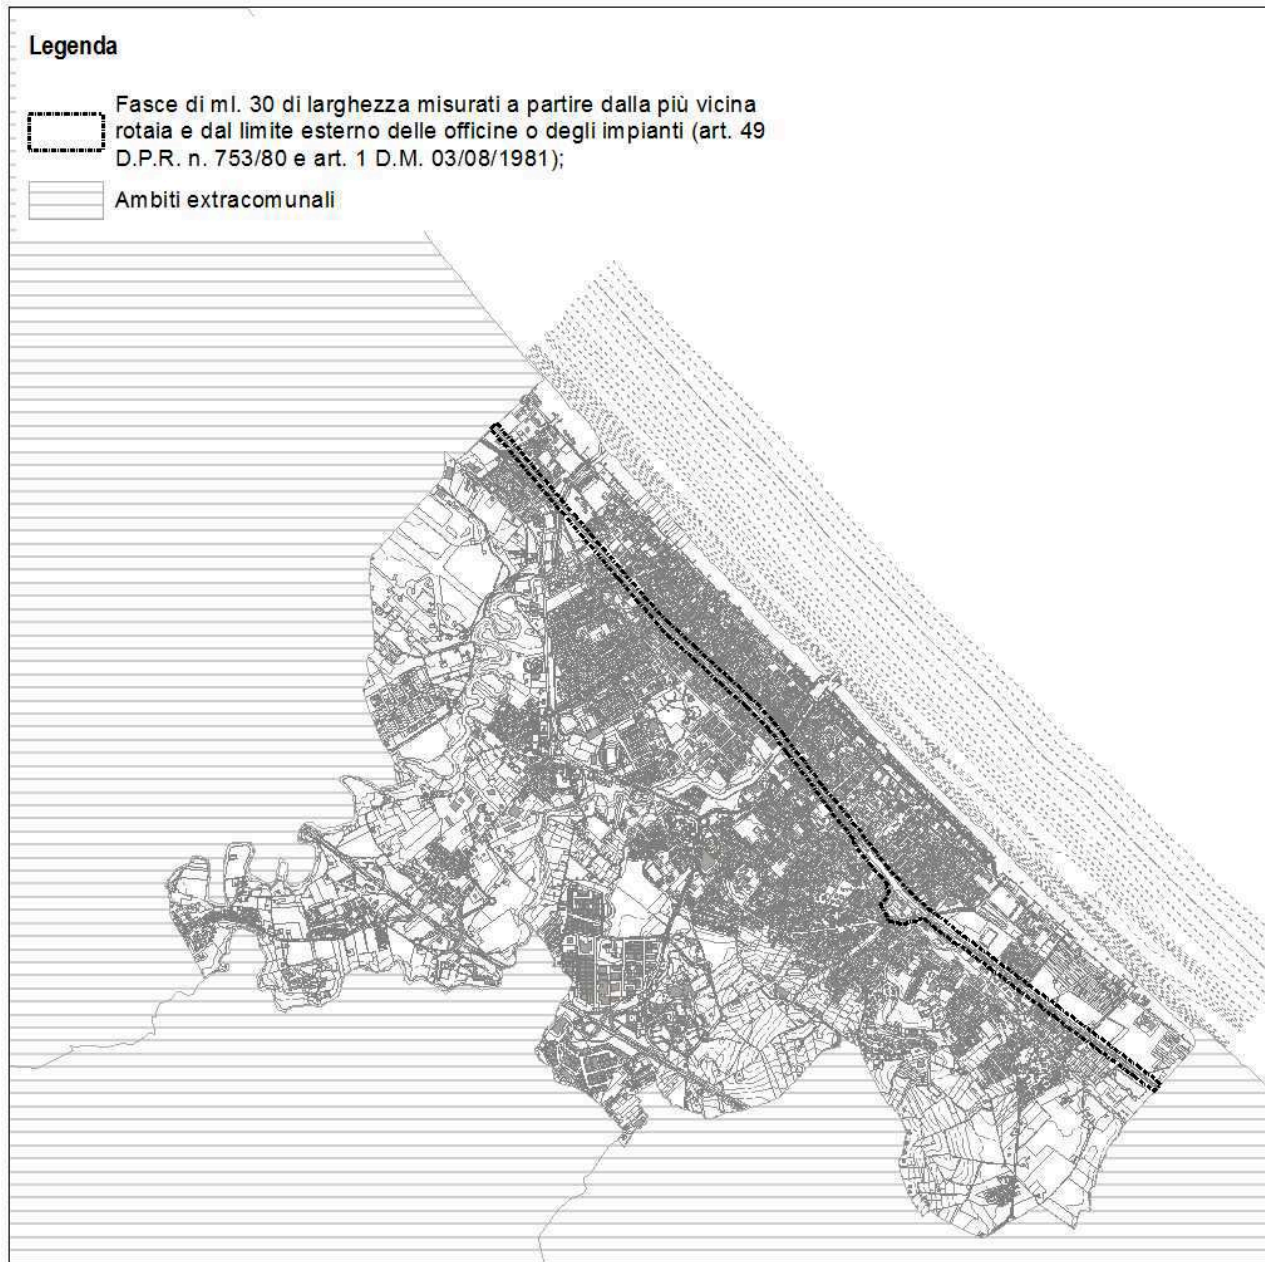 Legenda
Fasce di ml. 30 di larghezza misurati a partire dalla più vicina
rotaia e dal limite esterno delle officine o degli impianti (art. 49
D.P.R. n. 753/80 e art. 1 D.M. 03/08/1981);
Ambiti extracomunali